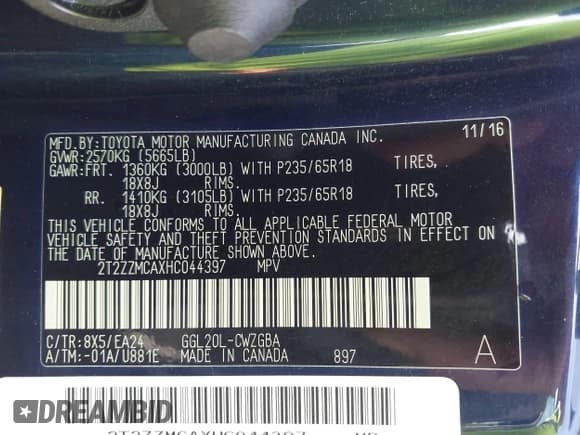 MFD.BY:TOYOTA MOTOR MANUFACTURING CANADA INC. 11/16
GVWR:2570KG (5665LB)
GAWR:FRT. 1360KG (3000LB) WITH P235/65R18 TIRES,
18X8J RIMS.
RR. 1410KG (3105LB) WITH P235/65R18 TIRES,
18X8J RIMS.
THIS VEHICLE CONFORMS TO ALL APPLICABLE FEDERAL MOTOR
VEHICLE SAFETY AND THEFT PREVENTION STANDARDS IN EFFECT ON
THE DATE OF MANUFACTURE SHOWN ABOVE.
2T2ZZMCAXHC044397 MPV
C/TR:8X5/EA24 GGL20L-CWZGBA
A/TM:-01A/U881E MADE IN CANADA 897 A
DREAMBID
2T2ZZMCAXHC044397